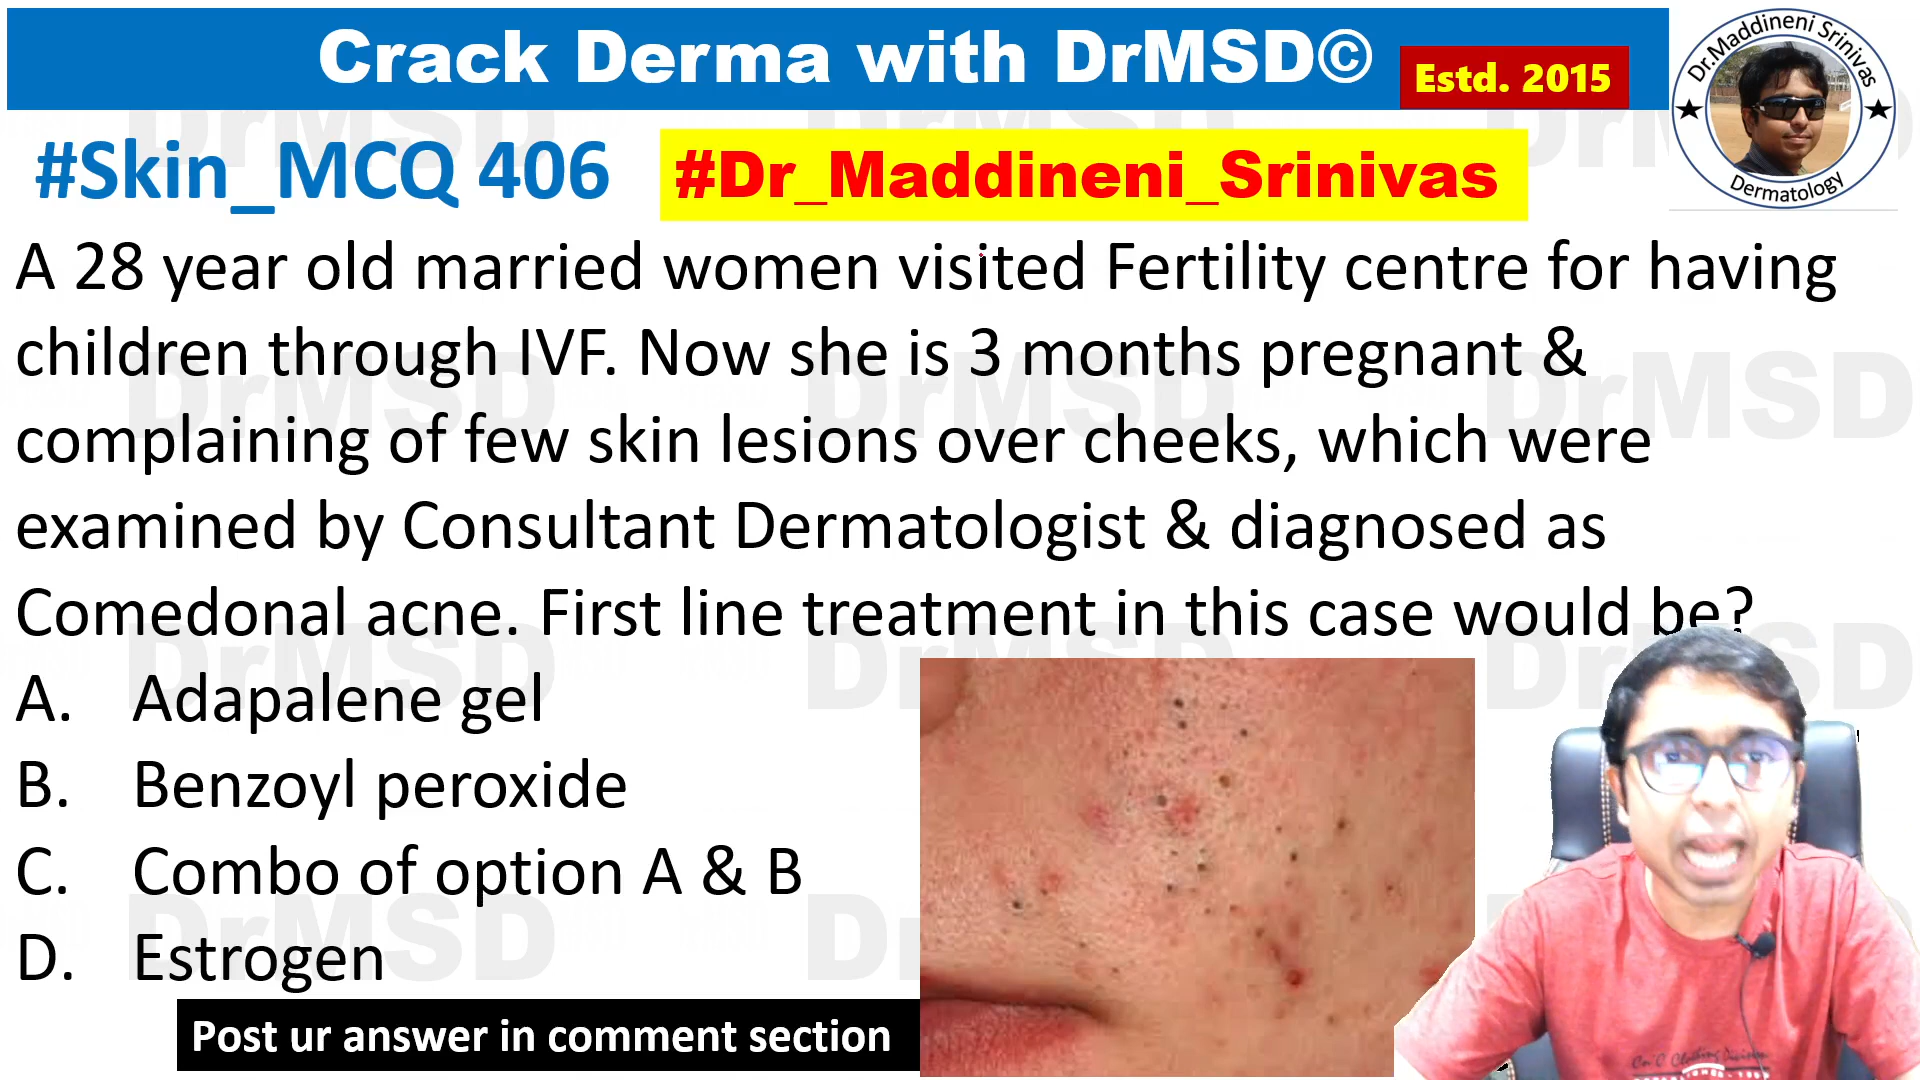 Crack Derma with DrMSD©
Estd. 2015
Dr.Maddineni Srinivas
Dermatology
#Skin_MCQ 406
#Dr_Maddineni_Srinivas
A 28 year old married women visited Fertility centre for having
children through IVF. Now she is 3 months pregnant &
complaining of few skin lesions over cheeks, which were
examined by Consultant Dermatologist & diagnosed as
Comedonal acne. First line treatment in this case would be?
A. Adapalene gel
B. Benzoyl peroxide
C. Combo of option A & B
D. Estrogen
Post ur answer in comment section
DrMSD